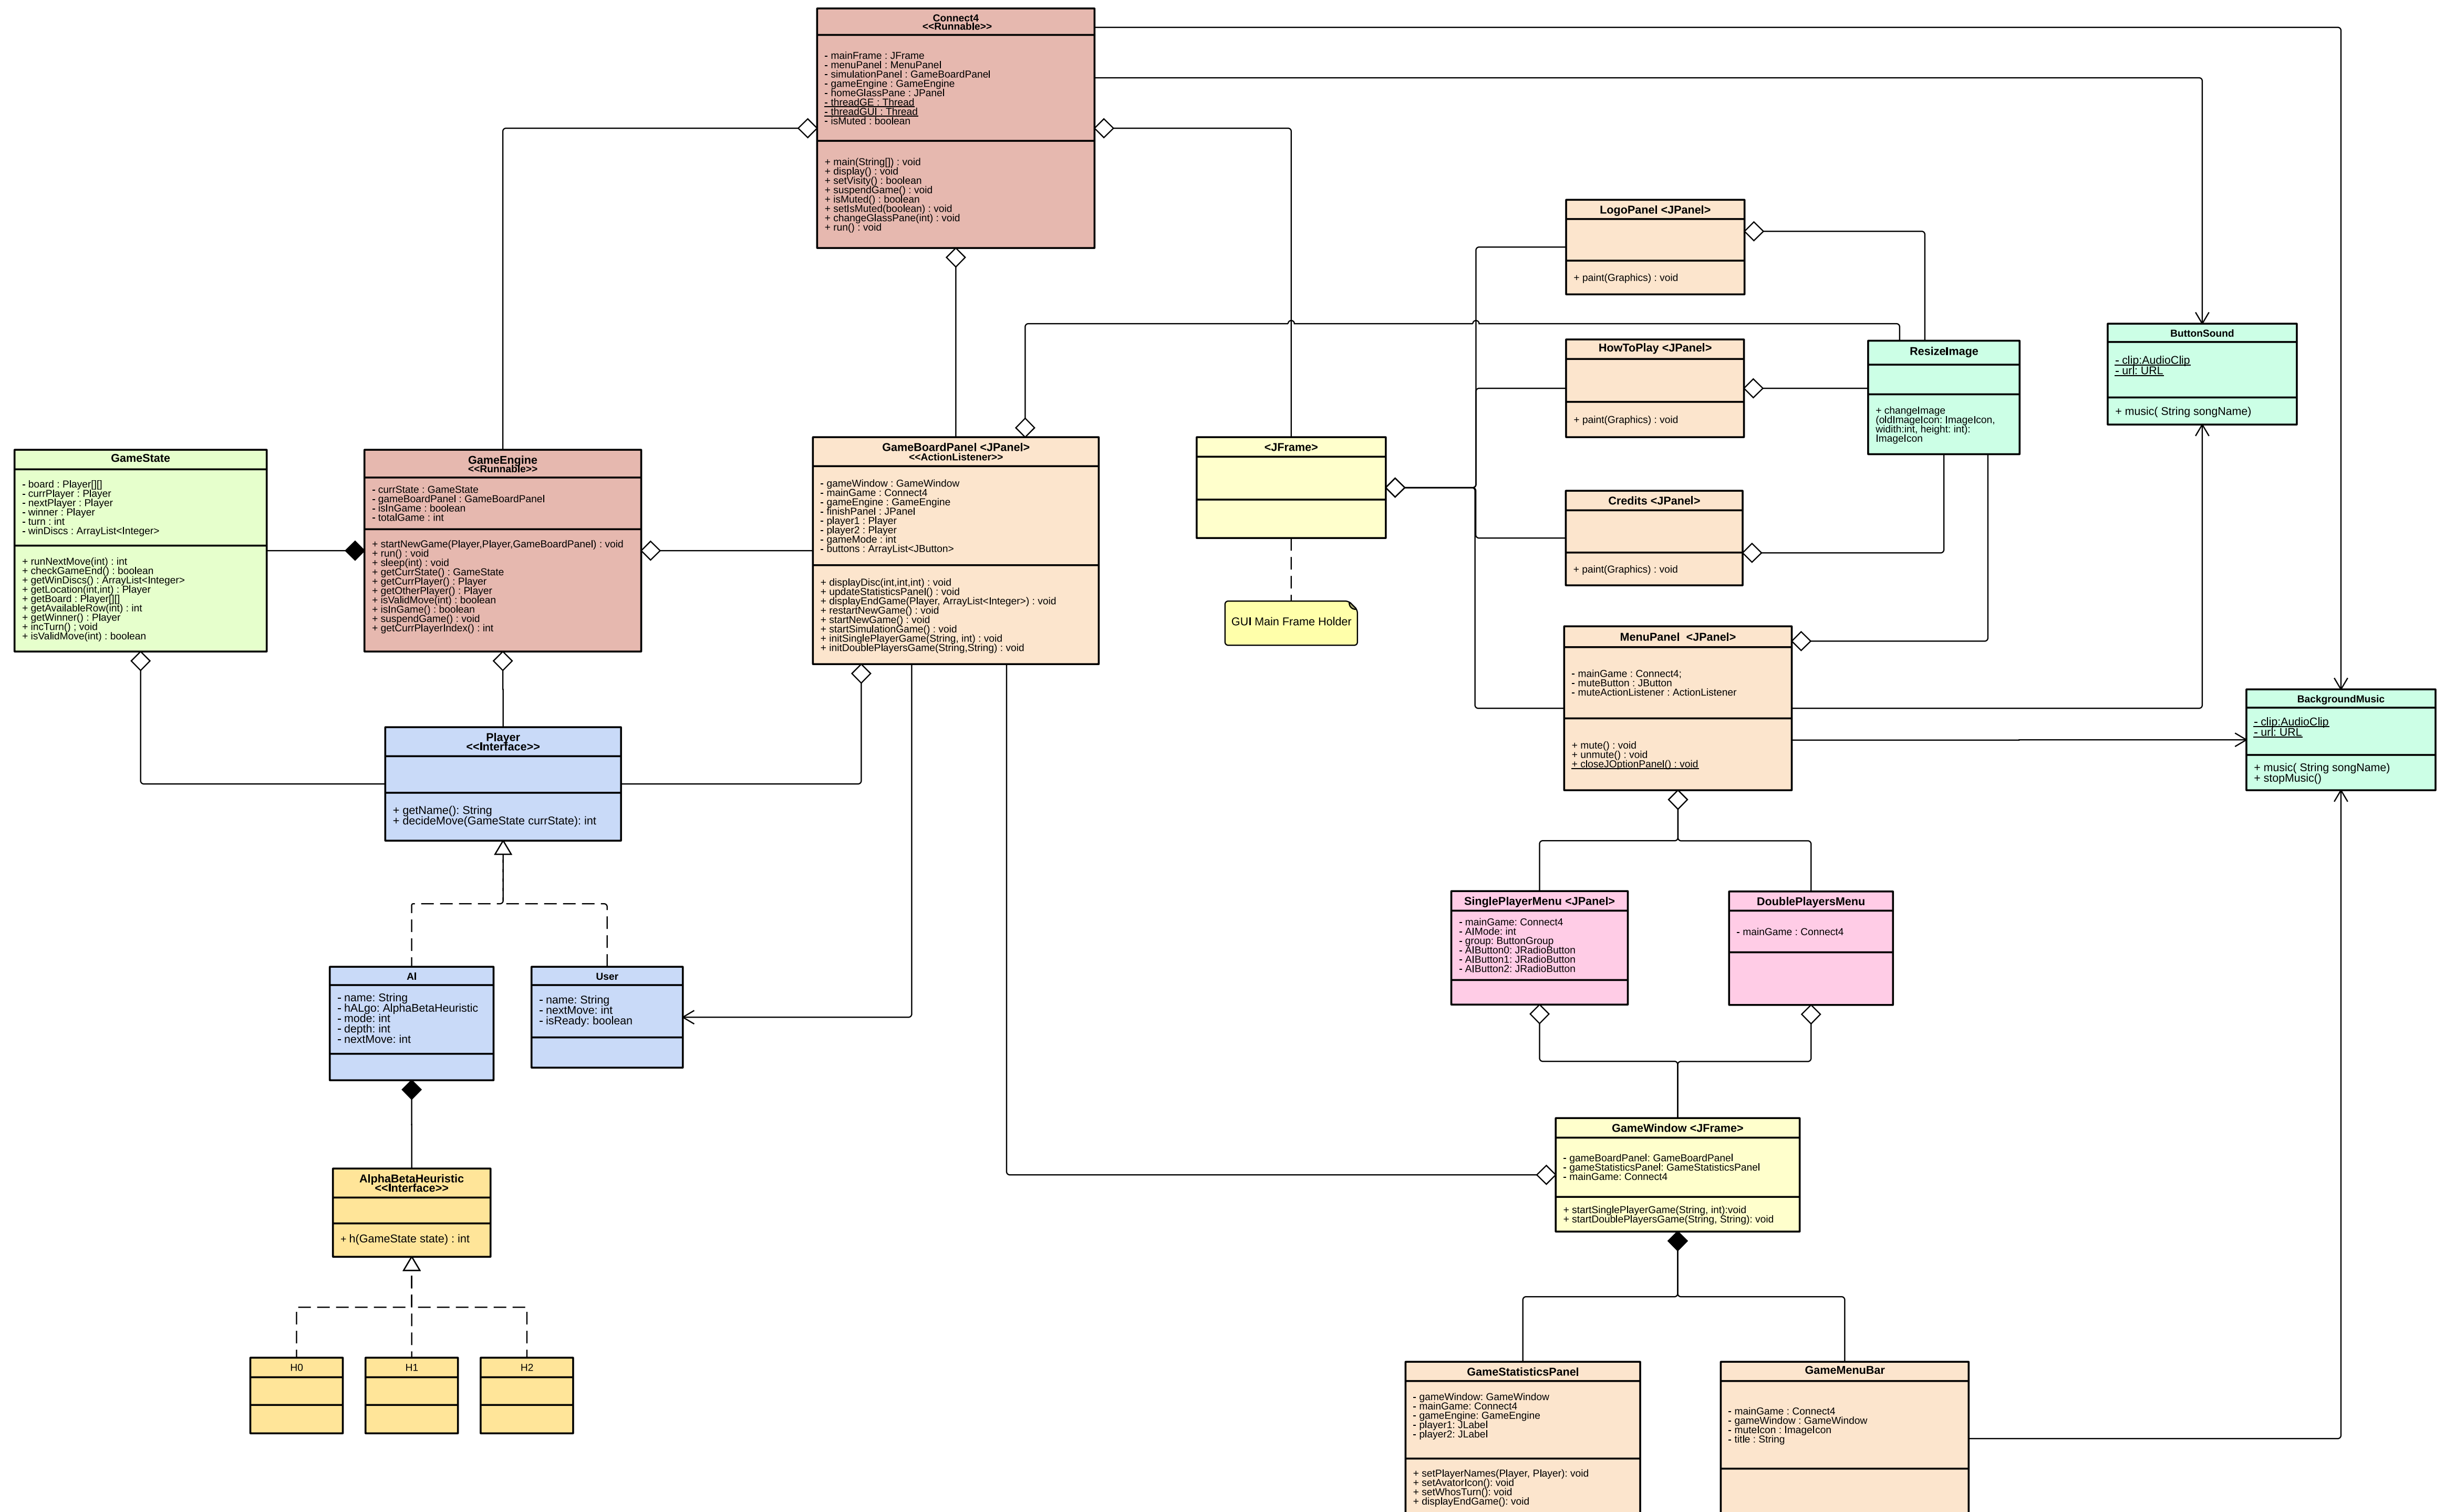 Connect4
<<Runnable>>
- mainFrame : JFrame
- menuPanel : MenuPanel
- simulationPanel : GameBoardPanel
- gameEngine : GameEngine
- homeGlassPane : JPanel
- threadGE : Thread
- threadGUI : Thread
- isMuted : boolean
+ main(String[]) : void
+ display() : void
+ setVisity() : boolean
+ suspendGame() : void
+ isMuted() : boolean
+ setIsMuted(boolean) : void
+ changeGlassPane(int) : void
+ run() : void
LogoPanel <JPanel>
+ paint(Graphics) : void
HowToPlay <JPanel>
+ paint(Graphics) : void
ResizeImage
+ changeImage
(oldImageIcon: ImageIcon,
widith:int, height: int):
ImageIcon
ButtonSound
- clip:AudioClip
- url: URL
+ music( String songName)
GameState
- board : Player[][]
- currPlayer : Player
- nextPlayer : Player
- winner : Player
- turn : int
- winDiscs : ArrayList<Integer>
+ runNextMove(int) : int
+ checkGameEnd() : boolean
+ getWinDiscs() : ArrayList<Integer>
+ getLocation(int,int) : Player
+ getBoard : Player[][]
+ getAvailableRow(int) : int
+ getWinner() : Player
+ incTurn() ; void
+ isValidMove(int) : boolean
GameEngine
<<Runnable>>
- currState : GameState
- gameBoardPanel : GameBoardPanel
- isInGame : boolean
- totalGame : int
+ startNewGame(Player,Player,GameBoardPanel) : void
+ run() : void
+ sleep(int) : void
+ getCurrState() : GameState
+ getCurrPlayer() : Player
+ getOtherPlayer() : Player
+ isValidMove(int) : boolean
+ isInGame() : boolean
+ suspendGame() : void
+ getCurrPlayerIndex() : int
GameBoardPanel <JPanel>
<<ActionListener>>
- gameWindow : GameWindow
- mainGame : Connect4
- gameEngine : GameEngine
- finishPanel : JPanel
- player1 : Player
- player2 : Player
- gameMode : int
- buttons : ArrayList<JButton>
+ displayDisc(int,int,int) : void
+ updateStatisticsPanel() : void
+ displayEndGame(Player, ArrayList<Integer>) : void
+ restartNewGame() : void
+ startNewGame() : void
+ startSimulationGame() : void
+ initSinglePlayerGame(String, int) : void
+ initDoublePlayersGame(String,String) : void
<JFrame>
GUI Main Frame Holder
Credits <JPanel>
+ paint(Graphics) : void
MenuPanel <JPanel>
- mainGame : Connect4;
- muteButton : JButton
- muteActionListener : ActionListener
+ mute() : void
+ unmute() : void
+ closeJOptionPanel() : void
BackgroundMusic
- clip:AudioClip
- url: URL
+ music( String songName)
+ stopMusic()
Player
<<Interface>>
+ getName(): String
+ decideMove(GameState currState): int
AI
- name: String
- hALgo: AlphaBetaHeuristic
- mode: int
- depth: int
- nextMove: int
User
- name: String
- nextMove: int
- isReady: boolean
SinglePlayerMenu <JPanel>
- mainGame: Connect4
- AIMode: int
- group: ButtonGroup
- AIButton0: JRadioButton
- AIButton1: JRadioButton
- AIButton2: JRadioButton
DoublePlayersMenu
- mainGame : Connect4
AlphaBetaHeuristic
<<Interface>>
+ h(GameState state) : int
GameWindow <JFrame>
- gameBoardPanel: GameBoardPanel
- gameStatisticsPanel: GameStatisticsPanel
- mainGame: Connect4
+ startSinglePlayerGame(String, int):void
+ startDoublePlayersGame(String, String): void
H0
H1
H2
GameStatisticsPanel
- gameWindow: GameWindow
- mainGame: Connect4
- gameEngine: GameEngine
- player1: JLabel
- player2: JLabel
+ setPlayerNames(Player, Player): void
+ setAvatorIcon(): void
+ setWhosTurn(): void
+ displayEndGame(): void
GameMenuBar
- mainGame : Connect4
- gameWindow : GameWindow
- muteIcon : ImageIcon
- title : String